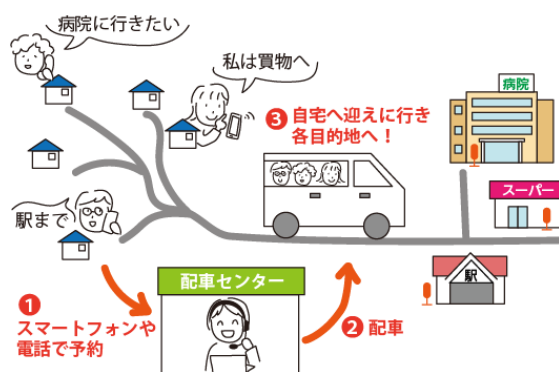 病院に行きたい
私は買物へ
❸ 自宅へ迎えに行き
各目的地へ！
病院
スーパー
駅まで
駅
配車センター
❶
スマートフォンや
電話で予約
❷ 配車